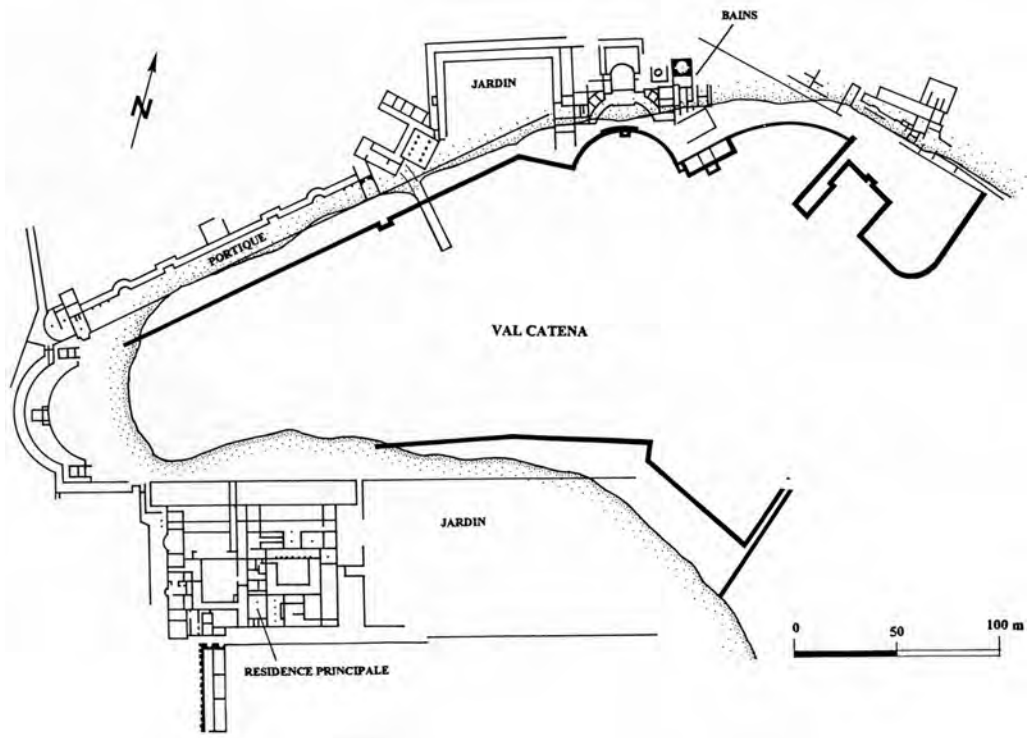 BAINS
N
JARDIN
PORTIQUE
VAL CATENA
JARDIN
0 50 100 m
RESIDENCE PRINCIPALE